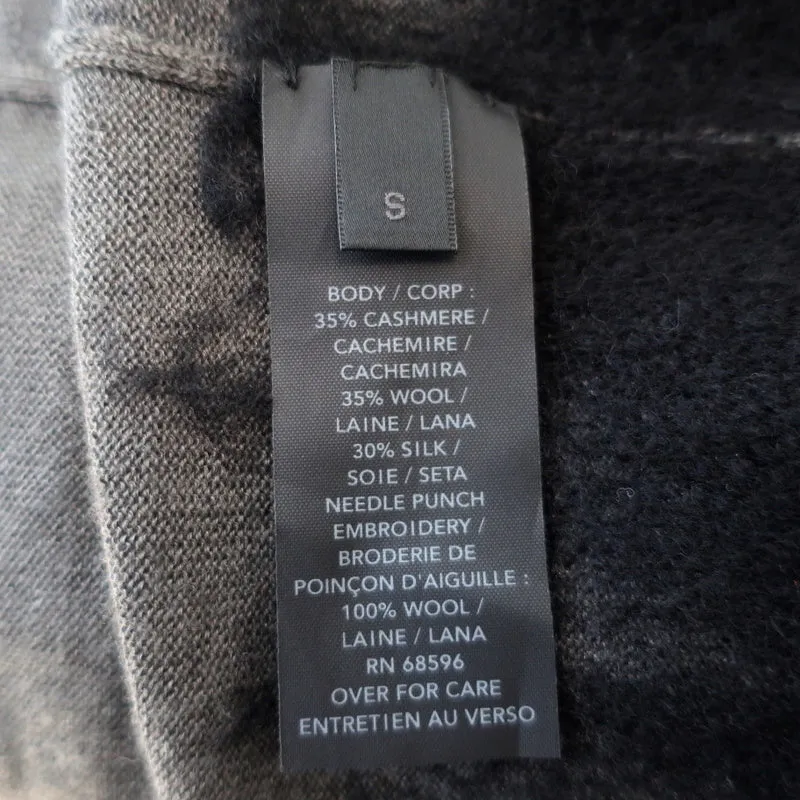 S
BODY / CORP :
35% CASHMERE /
CACHEMIRE /
CACHEMIRA
35% WOOL /
LAINE / LANA
30% SILK /
SOIE / SETA
NEEDLE PUNCH
EMBROIDERY /
BRODERIE DE
POINÇON D'AIGUILLE :
100% WOOL /
LAINE / LANA
RN 68596
OVER FOR CARE
ENTRETIEN AU VERSO